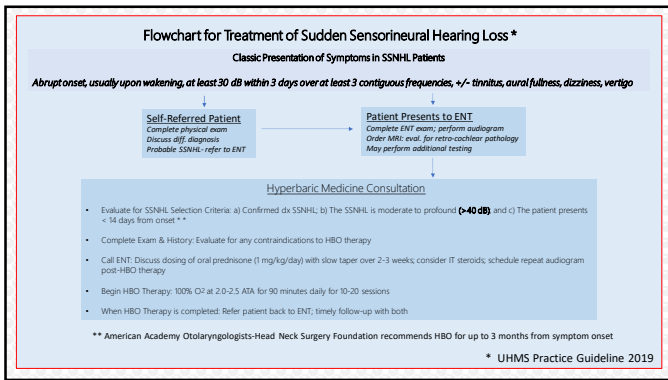 Flowchart for Treatment of Sudden Sensorineural Hearing Loss *
Classic Presentation of Symptoms in SSNHL Patients
Abrupt onset, usually upon wakening, at least 30 dB within 3 days over at least 3 contiguous frequencies, +/- tinnitus, aural fullness, dizziness, vertigo
Self-Referred Patient
Complete physical exam
Discuss diff. diagnosis
Probable SSNHL- refer to ENT
Patient Presents to ENT
Complete ENT exam; perform audiogram
Order MRI: eval. for retro-cochlear pathology
May perform additional testing
Hyperbaric Medicine Consultation
• Evaluate for SSNHL Selection Criteria: a) Confirmed dx SSNHL; b) The SSNHL is moderate to profound (>40 dB); and c) The patient presents
< 14 days from onset * *
• Complete Exam & History: Evaluate for any contraindications to HBO therapy
• Call ENT: Discuss dosing of oral prednisone (1 mg/kg/day) with slow taper over 2-3 weeks; consider IT steroids; schedule repeat audiogram
post-HBO therapy
• Begin HBO Therapy: 100% O² at 2.0-2.5 ATA for 90 minutes daily for 10-20 sessions
• When HBO Therapy is completed: Refer patient back to ENT; timely follow-up with both
** American Academy Otolaryngologists-Head Neck Surgery Foundation recommends HBO for up to 3 months from symptom onset
* UHMS Practice Guideline 2019